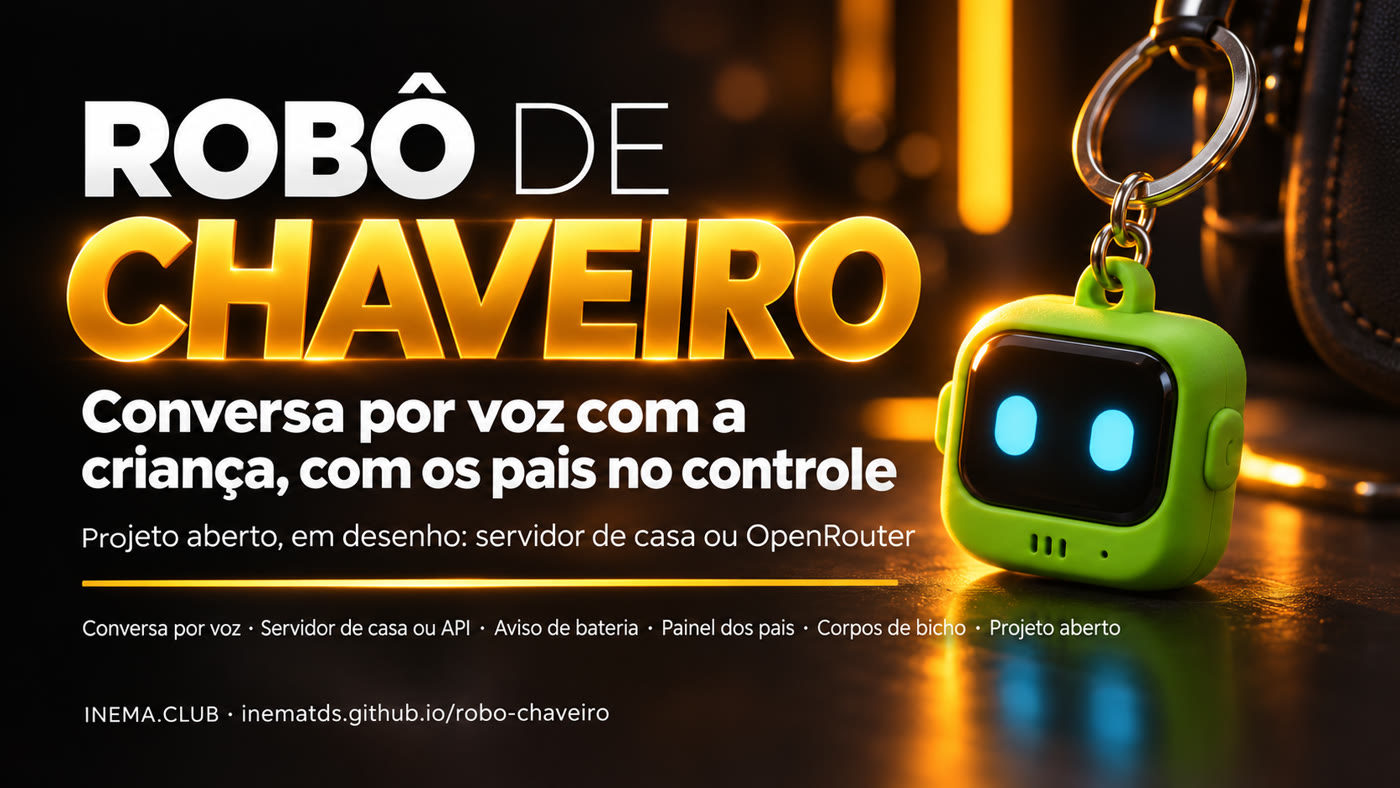 ROBÔ DE
CHAVEIRO
Conversa por voz com a
criança, com os pais no controle
Projeto aberto, em desenho: servidor de casa ou OpenRouter
Conversa por voz · Servidor de casa ou API · Aviso de bateria · Painel dos pais · Corpos de bicho · Projeto aberto
INEMA.CLUB · inematds.github.io/robo-chaveiro